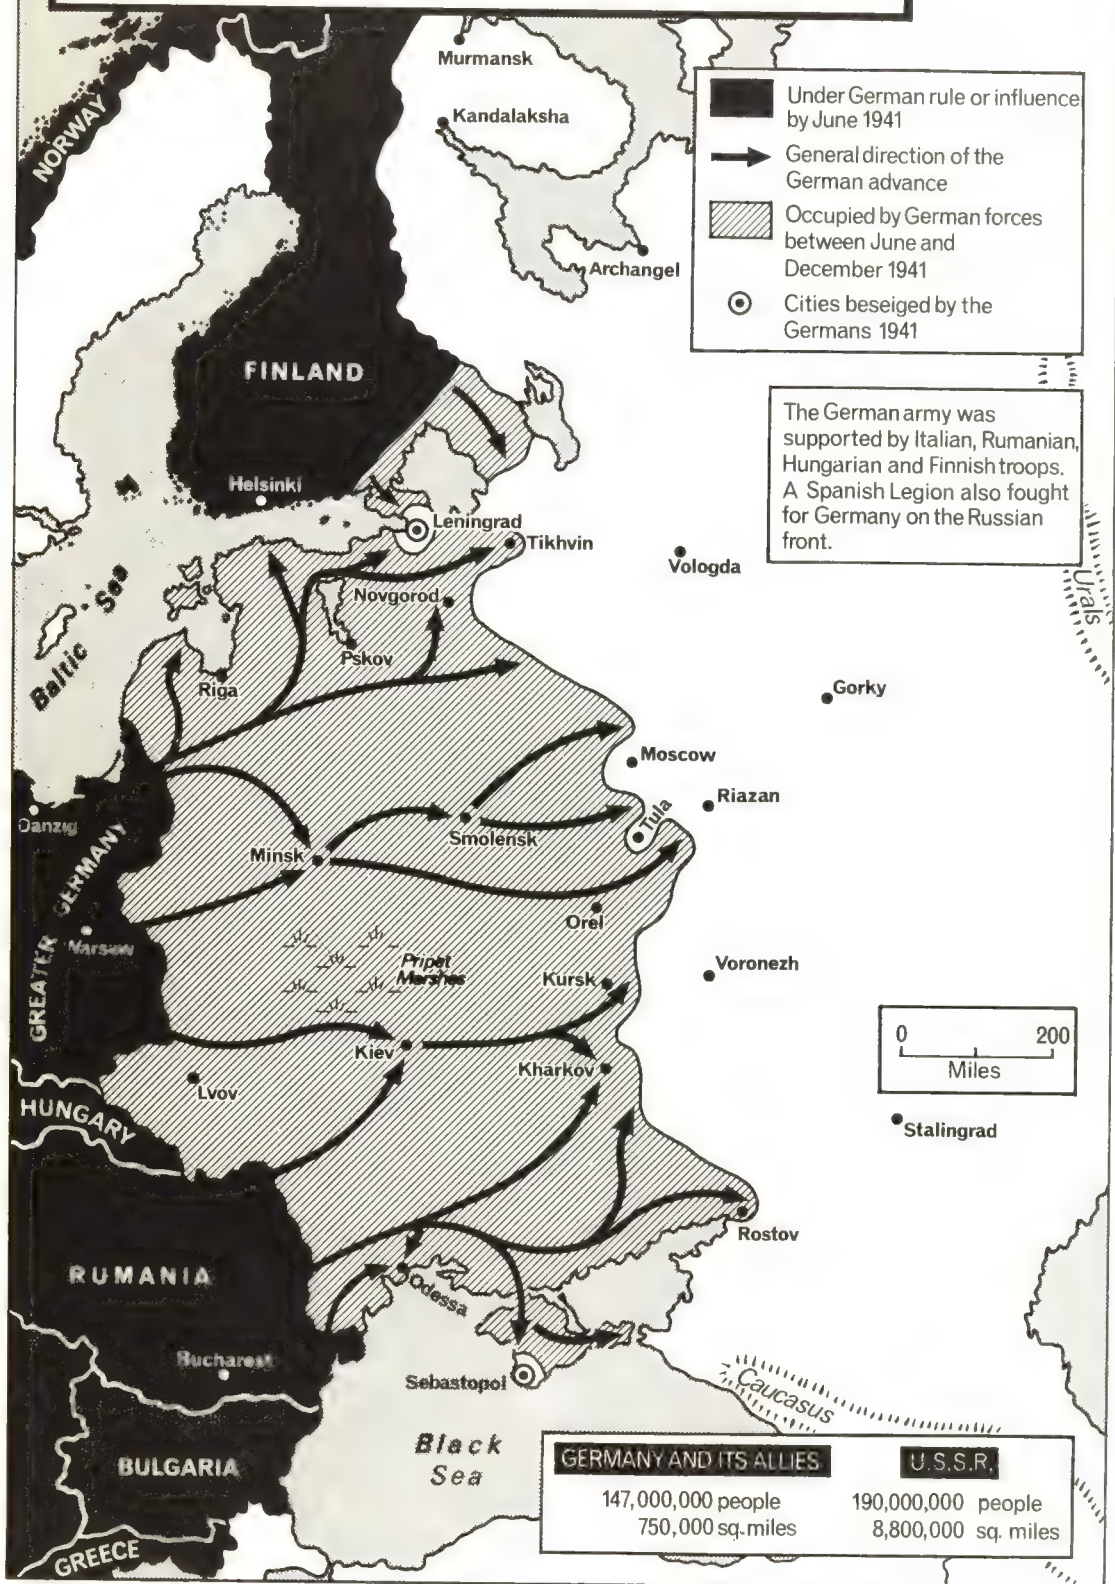 Murmansk
Kandalaksha
Archangel
NORWAY
Under German rule or influence
by June 1941
General direction of the
German advance
Occupied by German forces
between June and
December 1941
Cities beseiged by the
Germans 1941
FINLAND
Helsinki
The German army was
supported by Italian, Rumanian,
Hungarian and Finnish troops.
A Spanish Legion also fought
for Germany on the Russian
front.
Leningrad
Tikhvin
Vologda
Urals
Baltic Sea
Novgorod
Pskov
Riga
Gorky
Moscow
Riazan
Tula
Smolensk
Minsk
Danzig
GREATER GERMANY
Warsaw
Orel
Pripet
Marshes
Kursk
Voronezh
Kiev
Kharkov
Lvov
0 200
Miles
HUNGARY
Stalingrad
Rostov
RUMANIA
Odessa
Bucharest
Sebastopol
Caucasus
Black
Sea
BULGARIA
GREECE
GERMANY AND ITS ALLIES U.S.S.R.
147,000,000 people 190,000,000 people
750,000 sq. miles 8,800,000 sq. miles